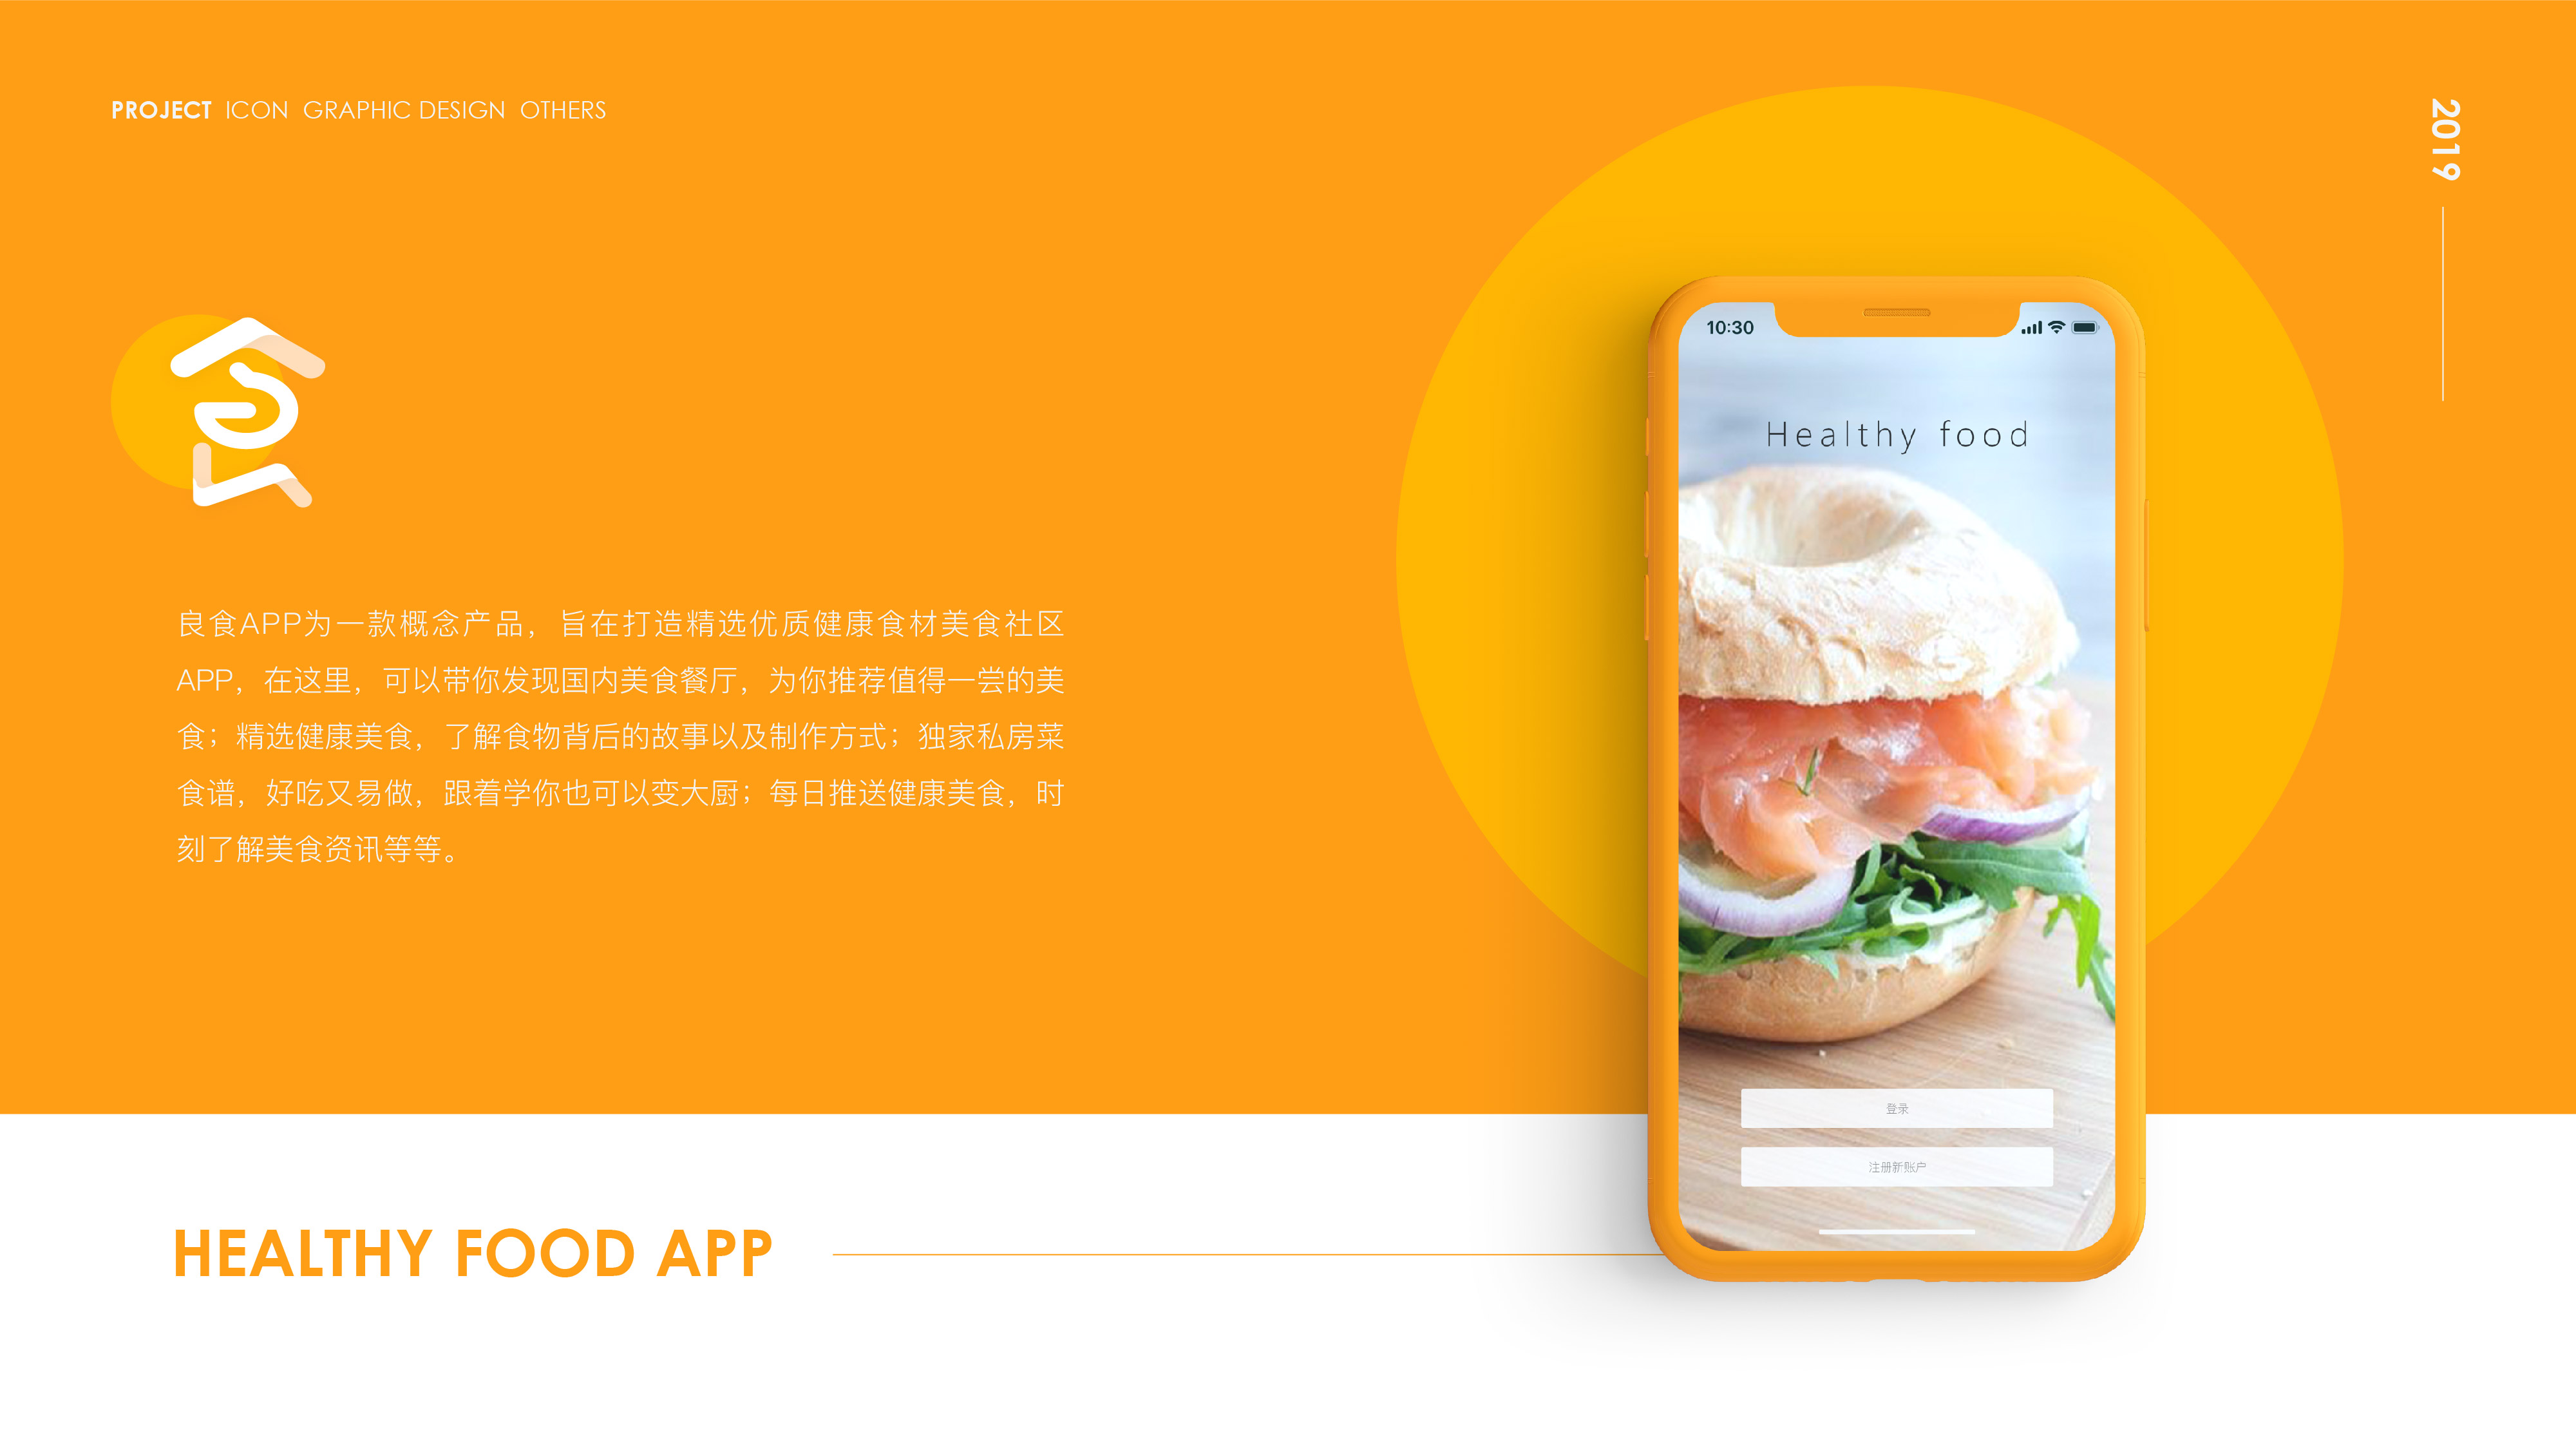 PROJECT ICON GRAPHIC DESIGN OTHERS
2019
食
良食APP为一款概念产品，旨在打造精选优质健康食材美食社区
APP，在这里，可以带你发现国内美食餐厅，为你推荐值得一尝的美
食；精选健康美食，了解食物背后的故事以及制作方式；独家私房菜
食谱，好吃又易做，跟着学你也可以变大厨；每日推送健康美食，时
刻了解美食资讯等等。
10:30
Healthy food
登录
注册新账户
HEALTHY FOOD APP